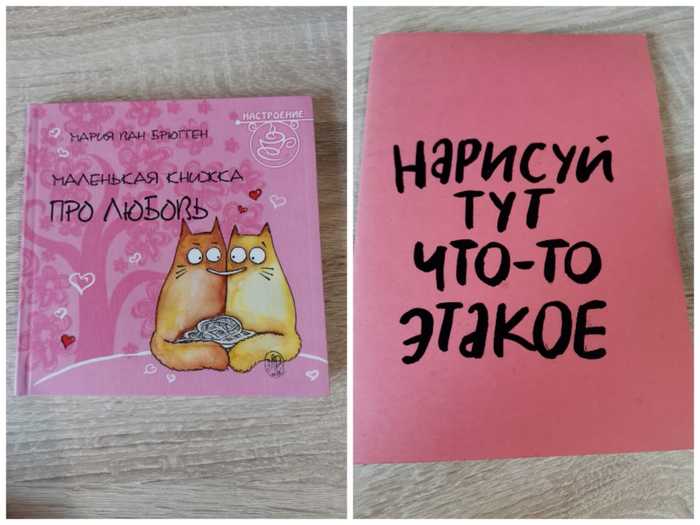 МАРИЯ ВАН БРЮГГЕН
НАСТРОЕНИЕ
МАЛЕНЬКАЯ КНИЖКА
ПРО ЛЮБОВЬ
НАРИСУЙ
ТУТ
ЧТО-ТО
ЭТАКОЕ